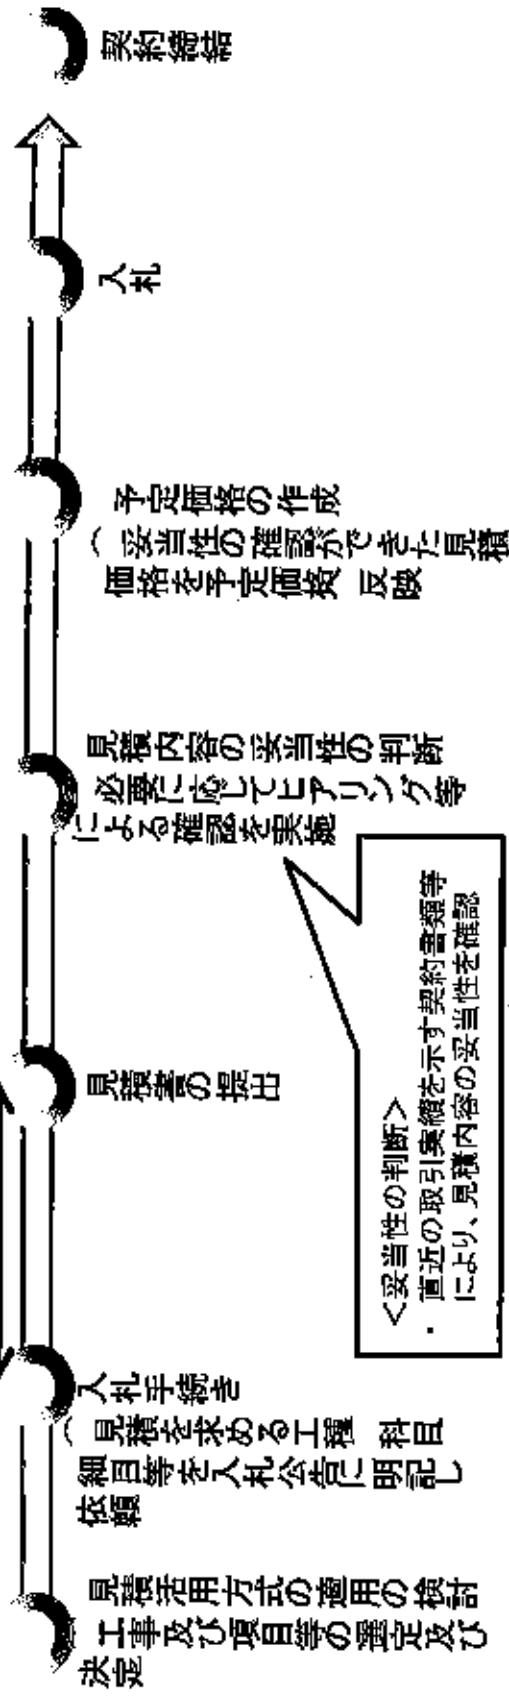 見積活用方式の適用の検討
工事及び項目等の選定及び
決定
入札手続き
（見積を求める工種 科目
細目等を入札公告に明記し
依頼
見積書の提出
見積内容の妥当性の判断
必要に応じてヒアリング等
による確認を実施
＜妥当性の判断＞
・直近の取引実績を示す契約書類等
により、見積内容の妥当性を確認
予定価格の作成
（妥当性の確認ができた見積
価格を予定価格 反映
入札
契約締結